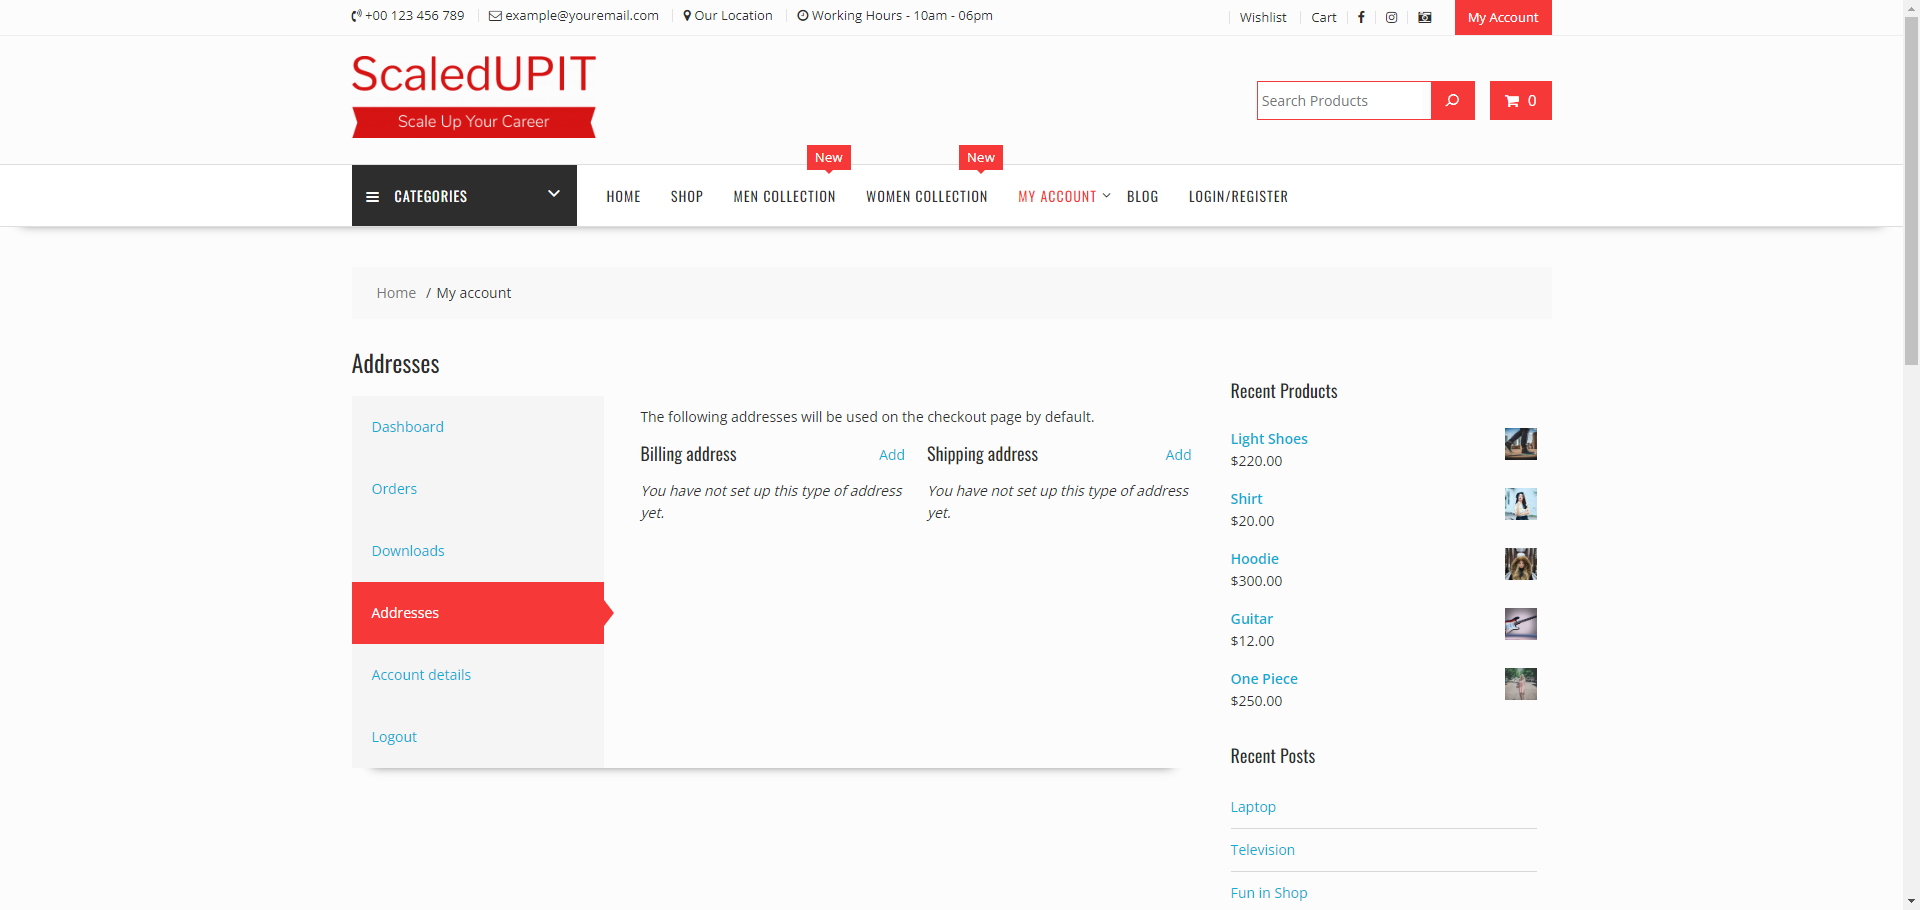 +00 123 456 789
example@youremail.com
Our Location
Working Hours - 10am - 06pm
Wishlist
Cart
My Account
ScaledUPIT
Scale Up Your Career
Search Products
0
New
New
CATEGORIES
HOME
SHOP
MEN COLLECTION
WOMEN COLLECTION
MY ACCOUNT
BLOG
LOGIN/REGISTER
Home / My account
Addresses
Dashboard
Orders
Downloads
Addresses
Account details
Logout
The following addresses will be used on the checkout page by default.
Billing address
Add
You have not set up this type of address
yet.
Shipping address
Add
You have not set up this type of address
yet.
Recent Products
Light Shoes
$220.00
Shirt
$20.00
Hoodie
$300.00
Guitar
$12.00
One Piece
$250.00
Recent Posts
Laptop
Television
Fun in Shop